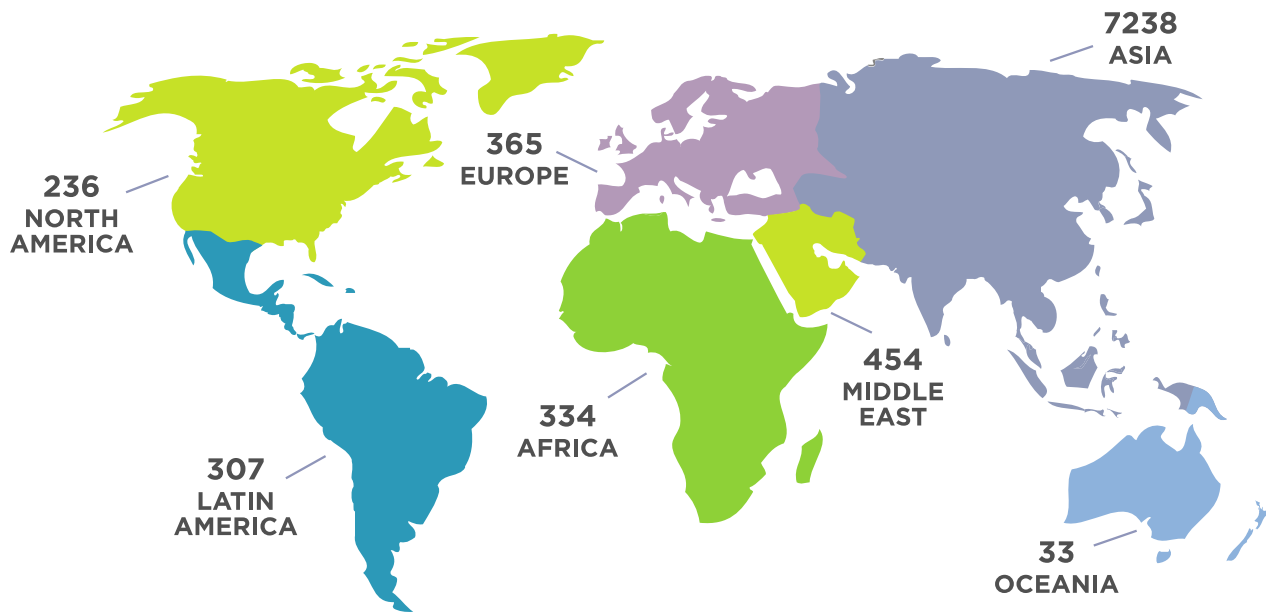 7238
ASIA
365
EUROPE
236
NORTH
AMERICA
454
MIDDLE
EAST
334
AFRICA
307
LATIN
AMERICA
33
OCEANIA